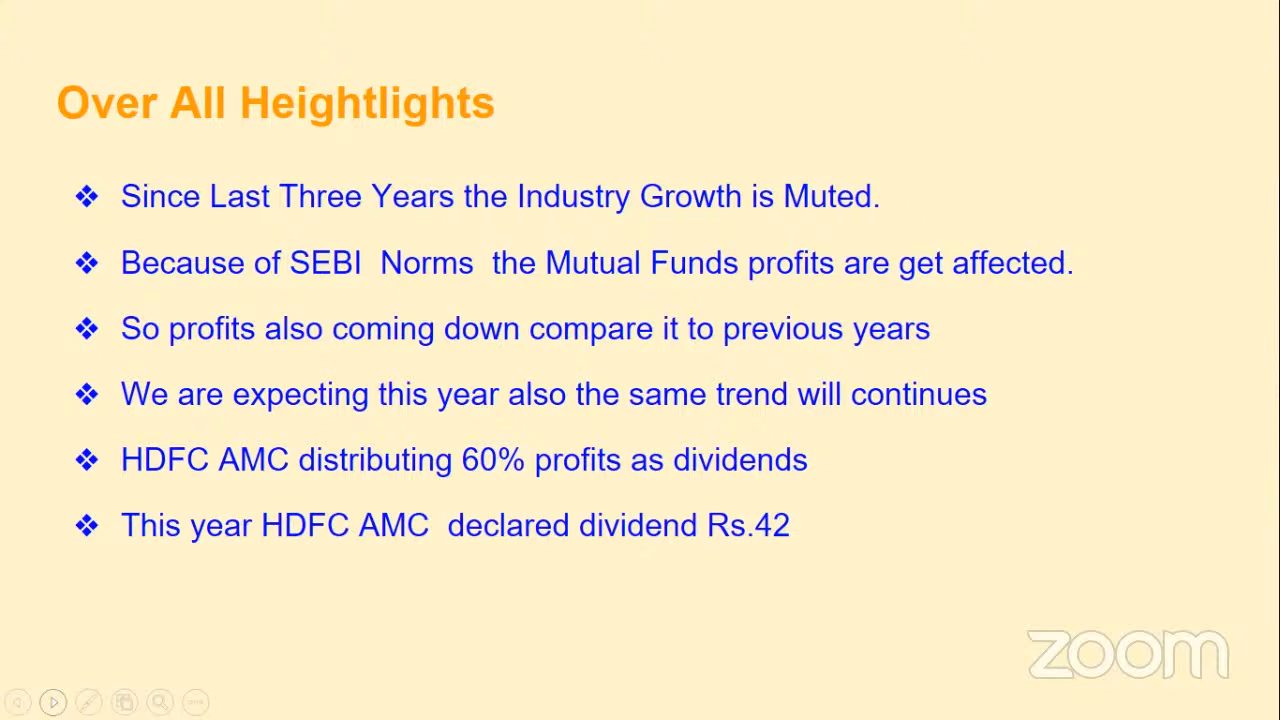 Over All Heightlights
❖ Since Last Three Years the Industry Growth is Muted.
❖ Because of SEBI  Norms  the Mutual Funds profits are get affected.
❖ So profits also coming down compare it to previous years
❖ We are expecting this year also the same trend will continues
❖ HDFC AMC distributing 60% profits as dividends
❖ This year HDFC AMC  declared dividend Rs.42
zoom